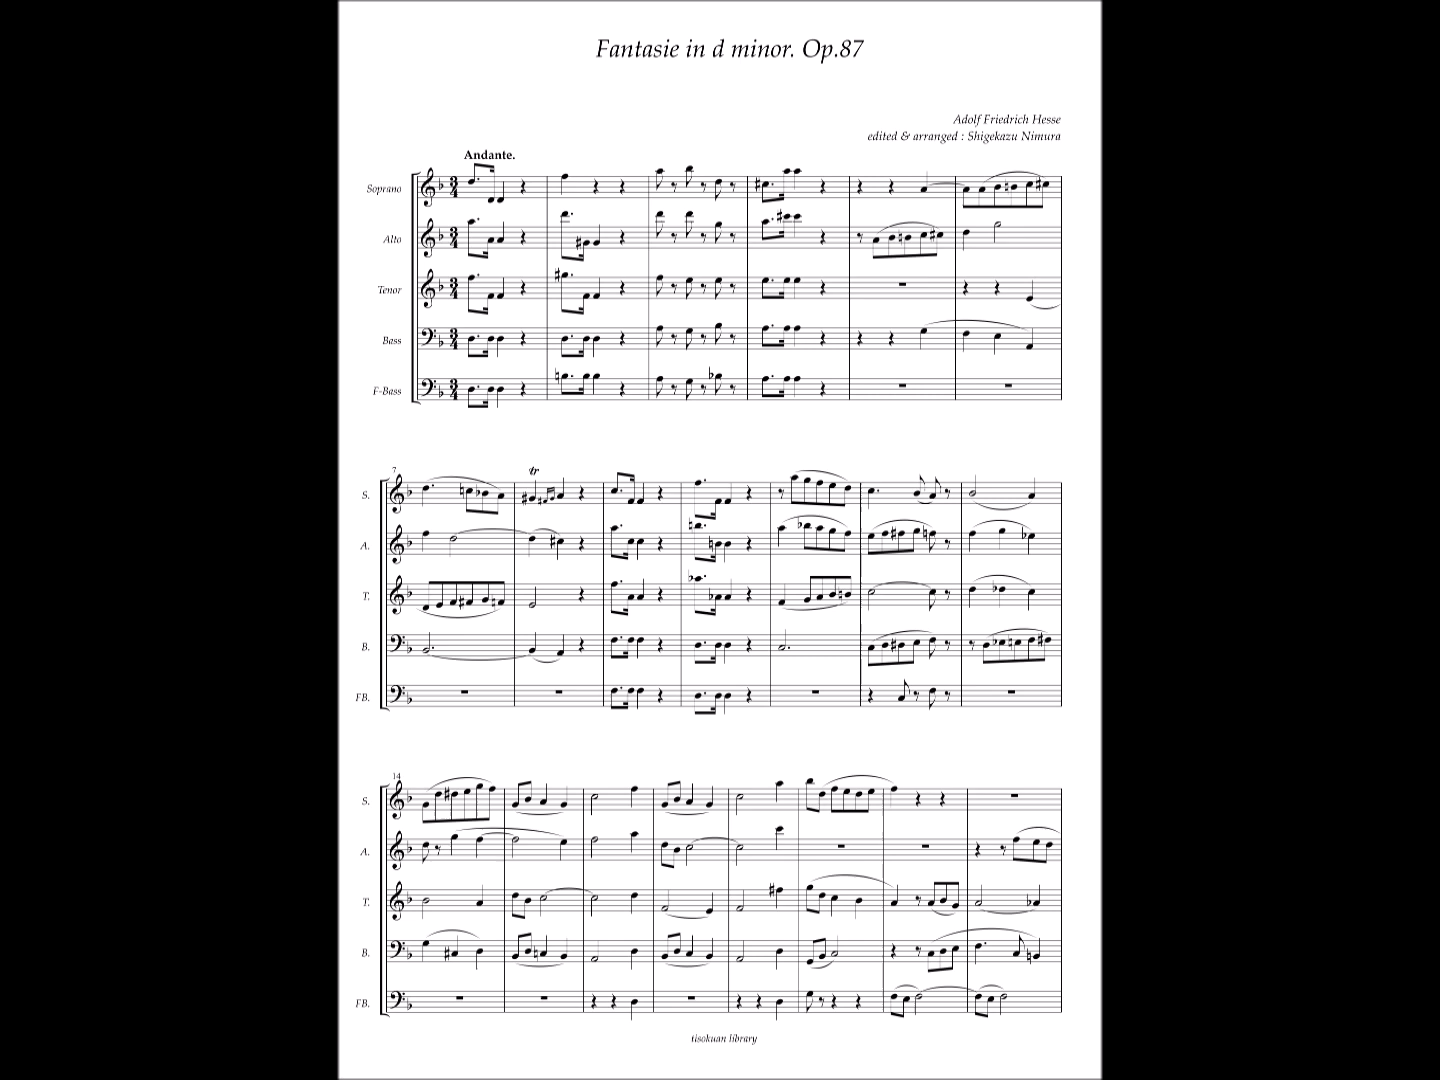 Fantasie in d minor. Op.87
Adolf Friedrich Hesse
edited & arranged : Shigekazu Nimura
Andante.
Soprano
Alto
Tenor
Bass
F-Bass
7
tr
S.
A.
T.
B.
FB.
14
S.
A.
T.
B.
FB.
tisokuan library